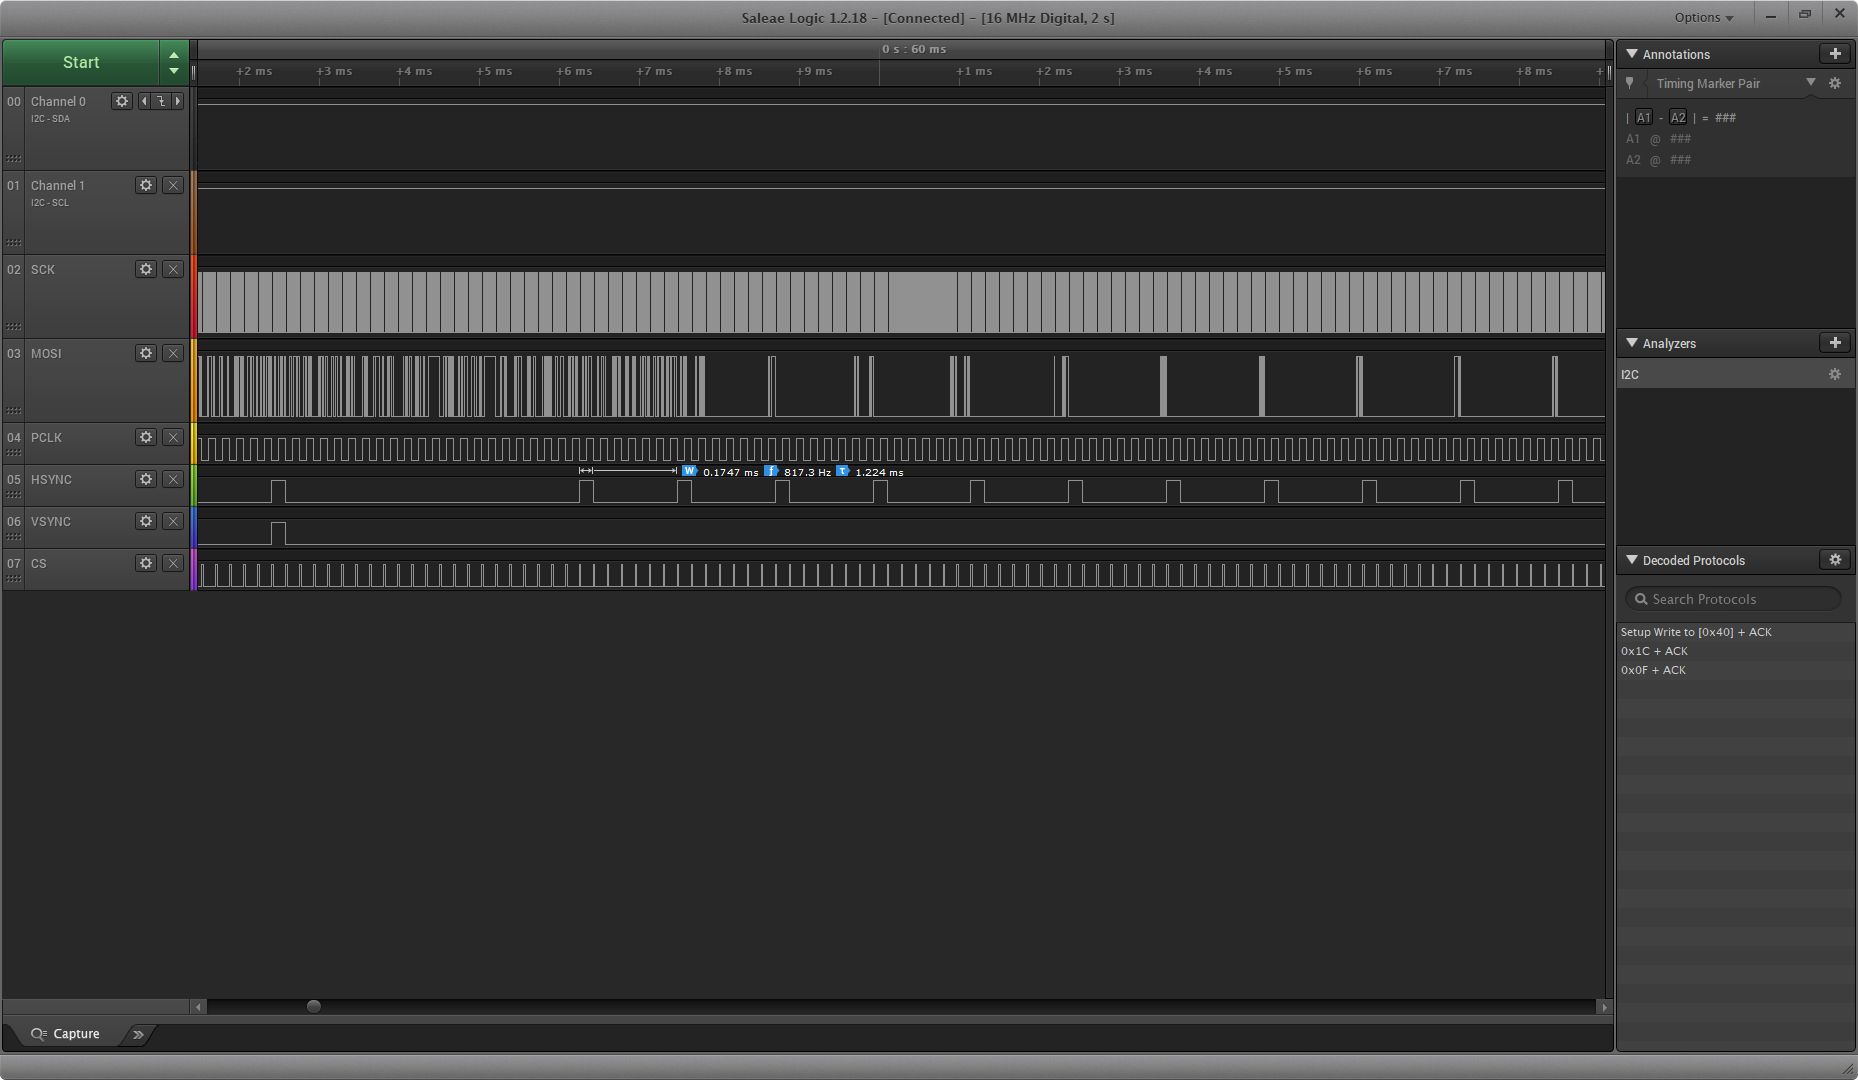 Saleae Logic 1.2.18 - [Connected] - [16 MHz Digital, 2 s]
Options
Start
0 s : 60 ms
+2 ms +3 ms +4 ms +5 ms +6 ms +7 ms +8 ms +9 ms +1 ms +2 ms +3 ms +4 ms +5 ms +6 ms +7 ms +8 ms +
00 Channel 0
I2C - SDA
01 Channel 1
I2C - SCL
02 SCK
03 MOSI
04 PCLK
05 HSYNC
W 0.1747 ms f 817.3 Hz T 1.224 ms
06 VSYNC
07 CS
Capture
Annotations
Timing Marker Pair
| A1 - A2 | = ###
A1 @ ###
A2 @ ###
Analyzers
I2C
Decoded Protocols
Search Protocols
Setup Write to [0x40] + ACK
0x1C + ACK
0x0F + ACK